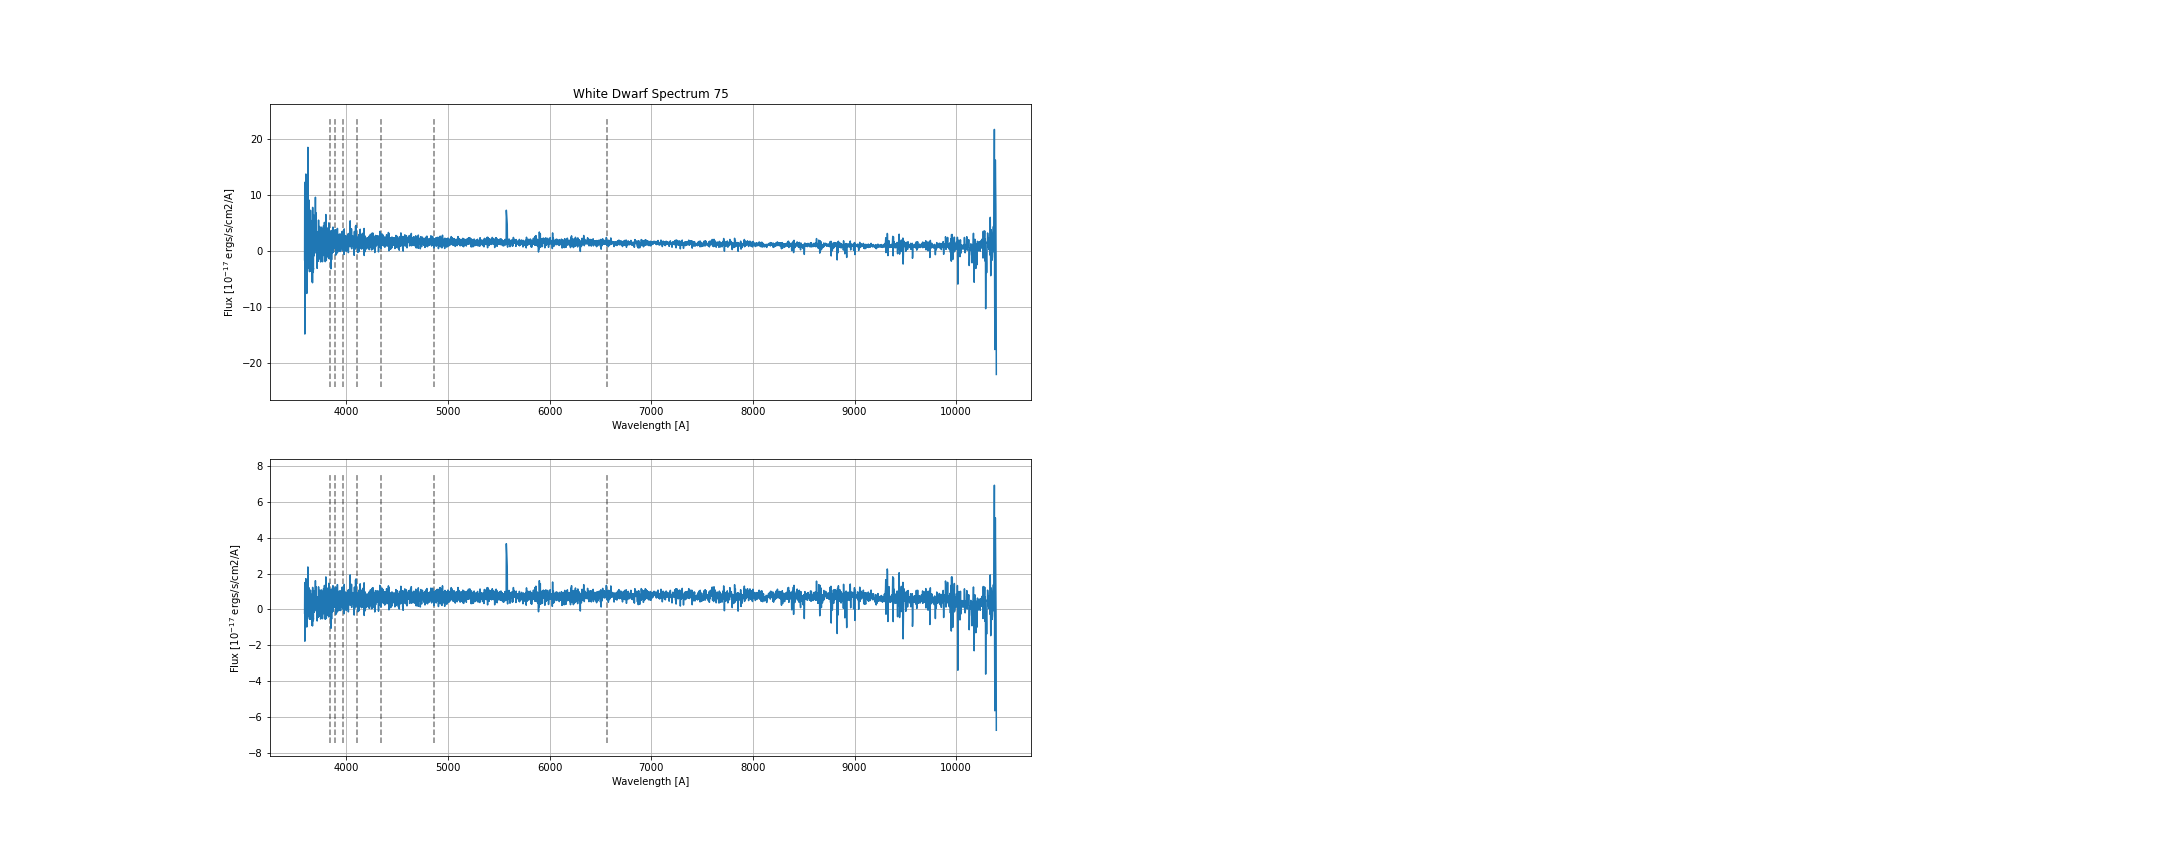 White Dwarf Spectrum 75
20
10
0
−10
−20
Flux [10⁻¹⁷ ergs/s/cm2/A]
4000 5000 6000 7000 8000 9000 10000
Wavelength [A]
8
6
4
2
0
−2
−4
−6
−8
Flux [10⁻¹⁷ ergs/s/cm2/A]
4000 5000 6000 7000 8000 9000 10000
Wavelength [A]